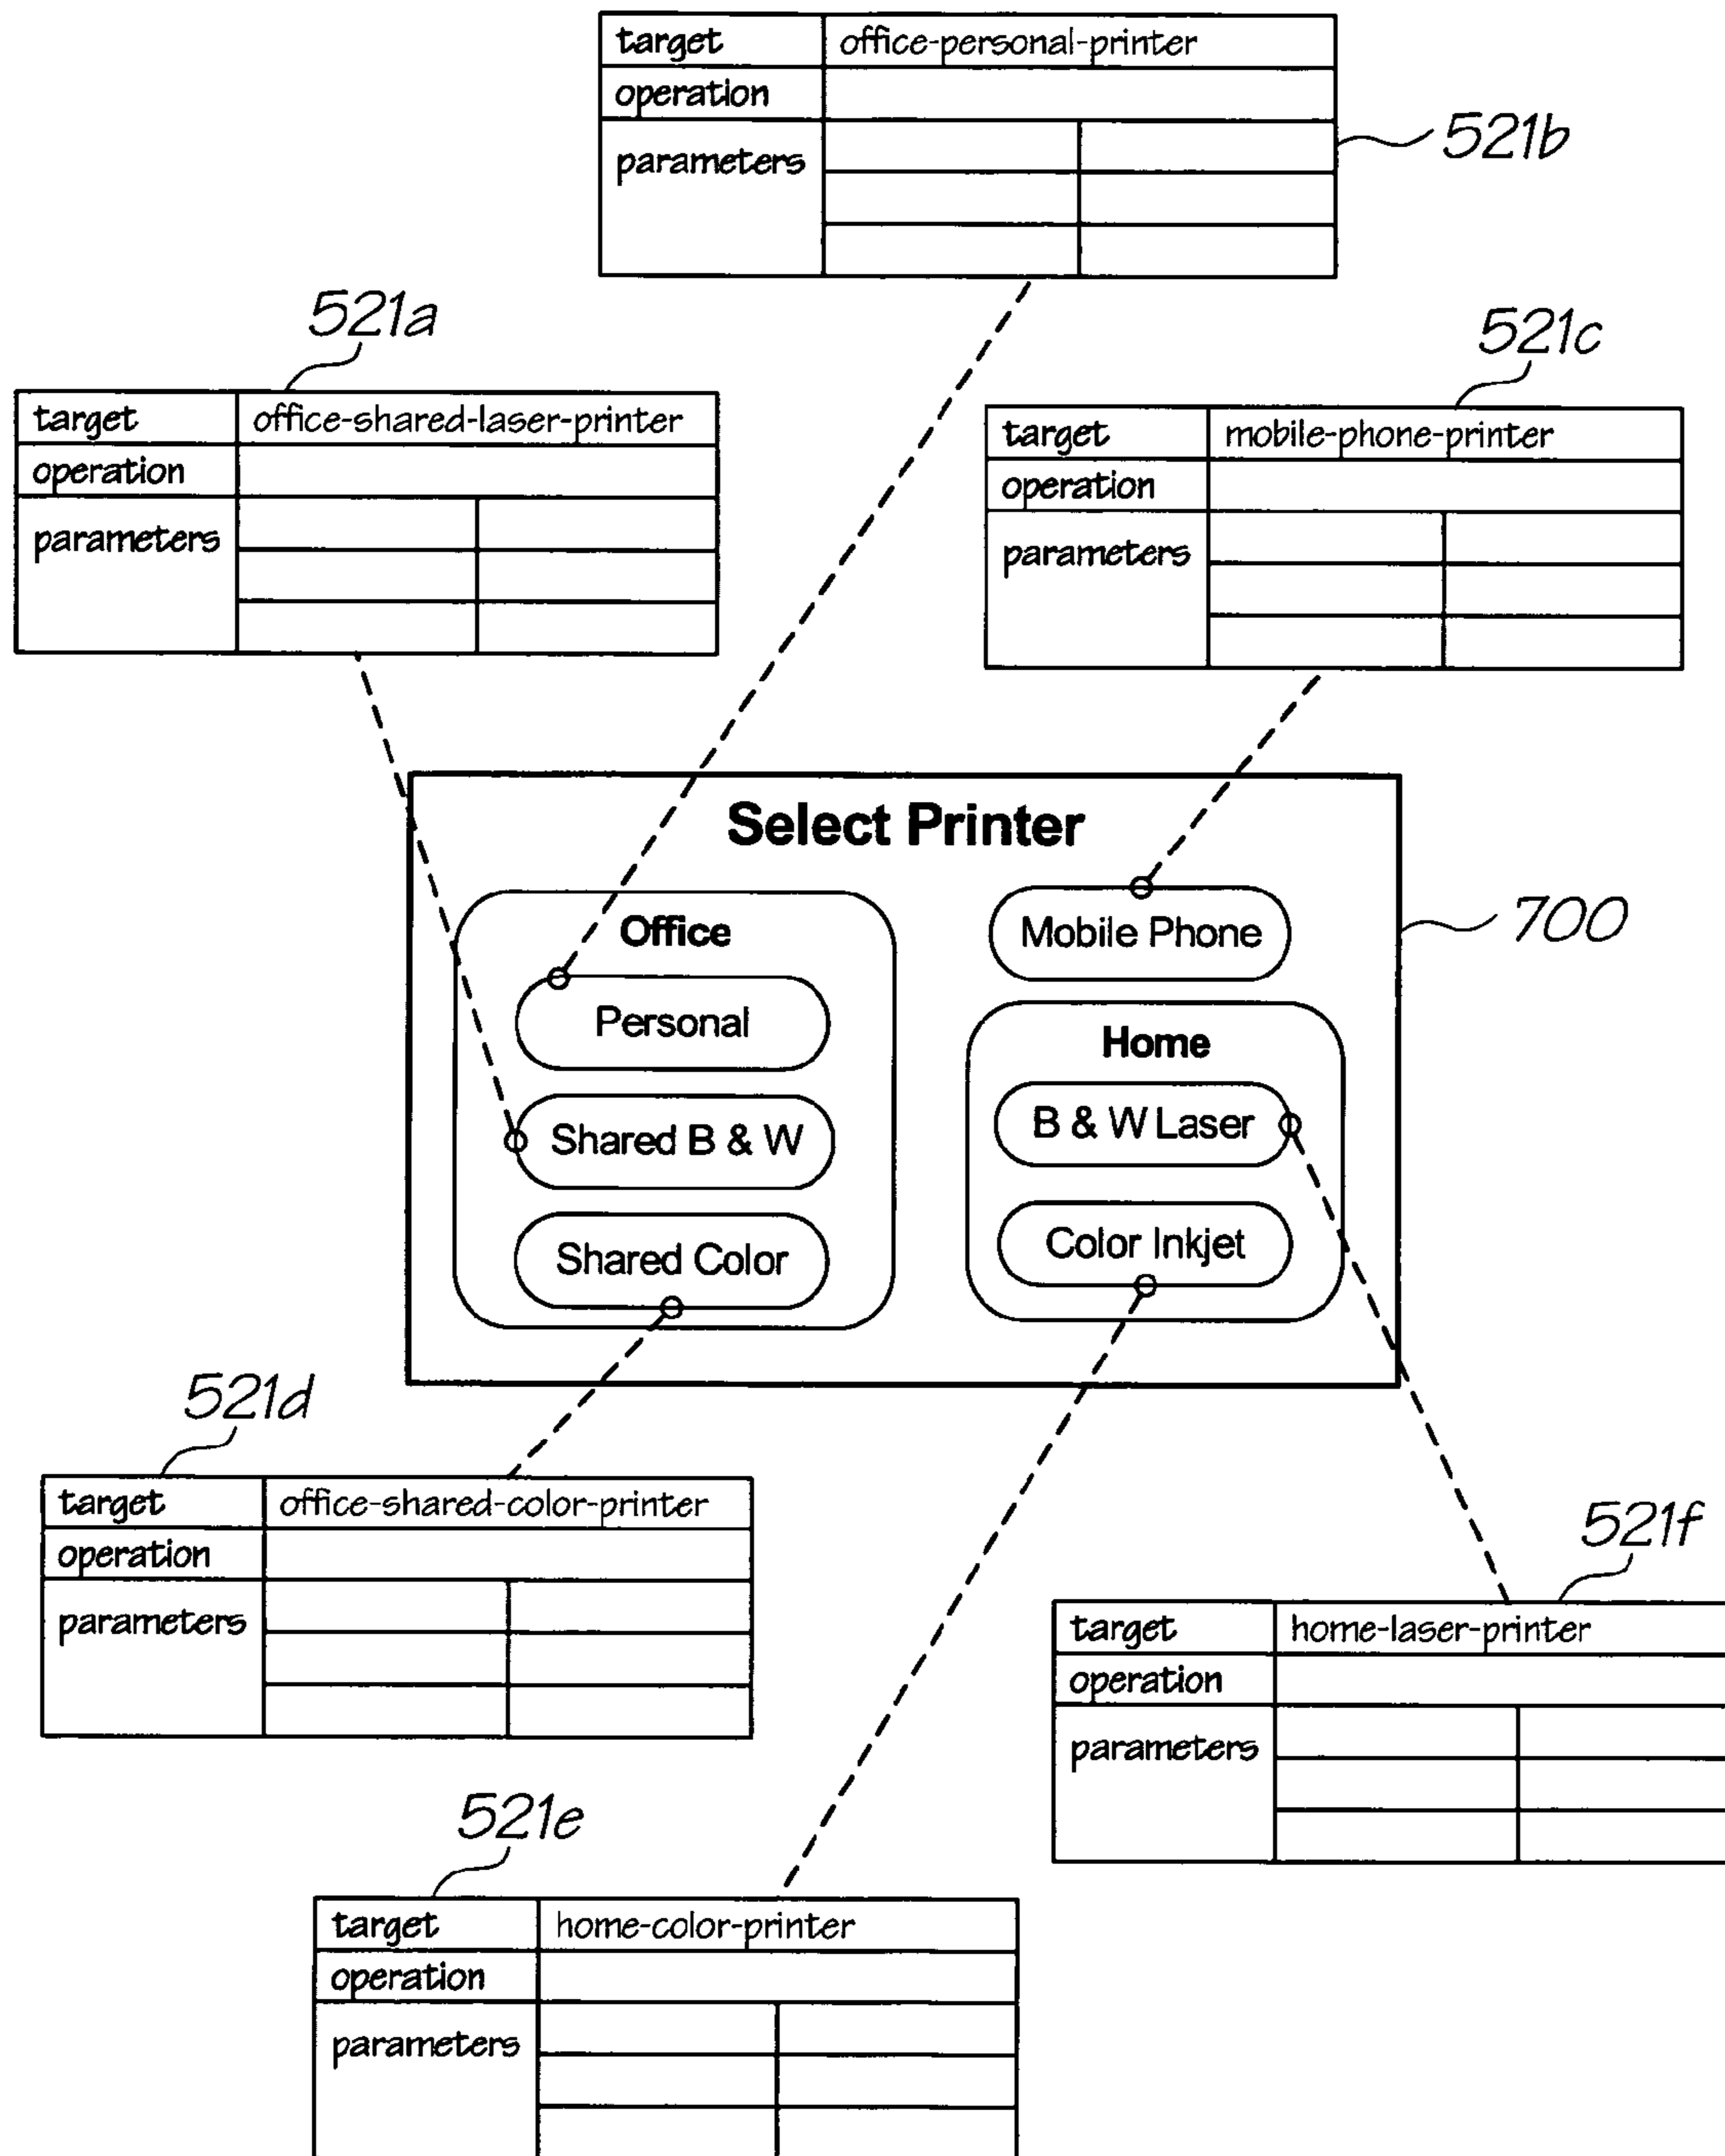 target office-personal-printer
operation
parameters
521b
521a
target office-shared-laser-printer
operation
parameters
521c
target mobile-phone-printer
operation
parameters
Select Printer
700
Office
Personal
Shared B & W
Shared Color
Mobile Phone
Home
B & W Laser
Color Inkjet
521d
target office-shared-color-printer
operation
parameters
521f
target home-laser-printer
operation
parameters
521e
target home-color-printer
operation
parameters